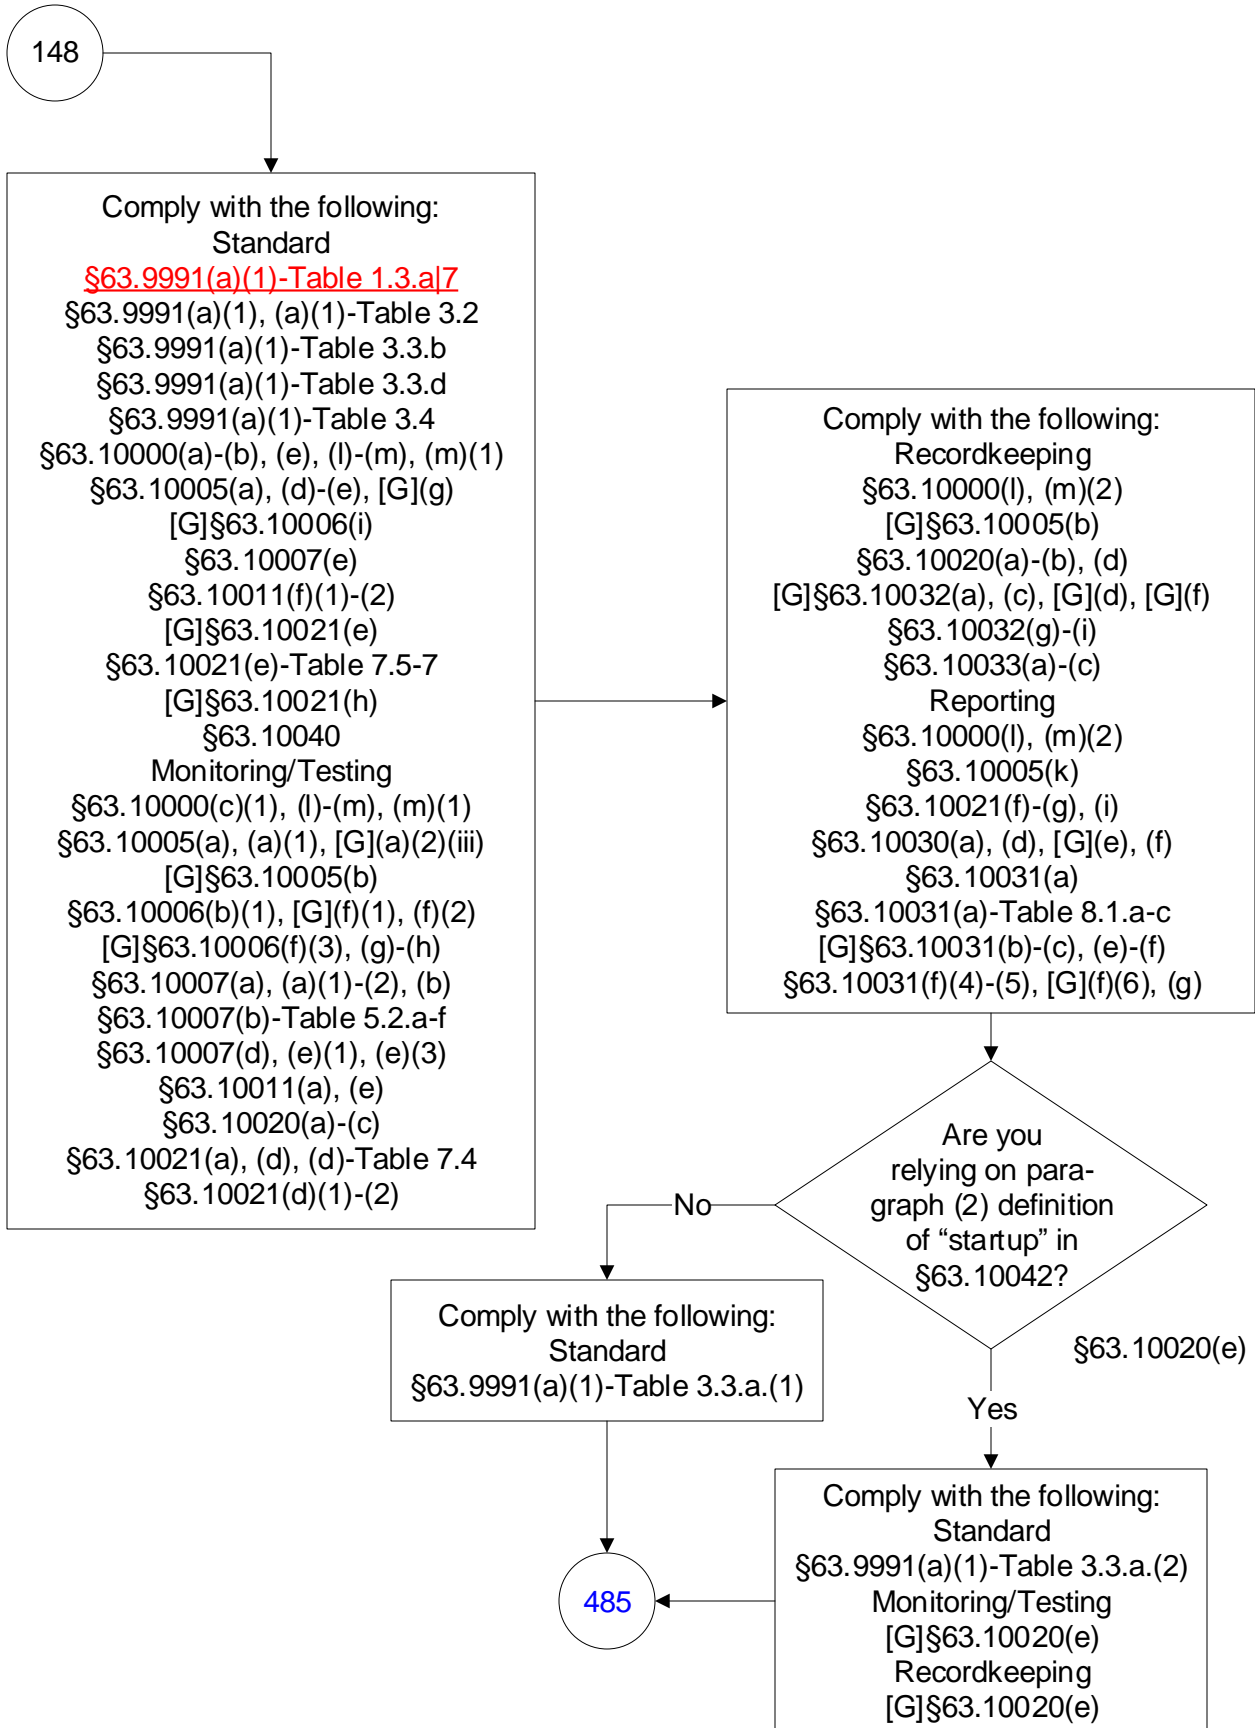 148
Comply with the following:
Standard
§63.9991(a)(1)-Table 1.3.a|7
§63.9991(a)(1), (a)(1)-Table 3.2
§63.9991(a)(1)-Table 3.3.b
§63.9991(a)(1)-Table 3.3.d
§63.9991(a)(1)-Table 3.4
§63.10000(a)-(b), (e), (l)-(m), (m)(1)
§63.10005(a), (d)-(e), [G](g)
[G]§63.10006(i)
§63.10007(e)
§63.10011(f)(1)-(2)
[G]§63.10021(e)
§63.10021(e)-Table 7.5-7
[G]§63.10021(h)
§63.10040
Monitoring/Testing
§63.10000(c)(1), (l)-(m), (m)(1)
§63.10005(a), (a)(1), [G](a)(2)(iii)
[G]§63.10005(b)
§63.10006(b)(1), [G](f)(1), (f)(2)
[G]§63.10006(f)(3), (g)-(h)
§63.10007(a), (a)(1)-(2), (b)
§63.10007(b)-Table 5.2.a-f
§63.10007(d), (e)(1), (e)(3)
§63.10011(a), (e)
§63.10020(a)-(c)
§63.10021(a), (d), (d)-Table 7.4
§63.10021(d)(1)-(2)
Comply with the following:
Recordkeeping
§63.10000(l), (m)(2)
[G]§63.10005(b)
§63.10020(a)-(b), (d)
[G]§63.10032(a), (c), [G](d), [G](f)
§63.10032(g)-(i)
§63.10033(a)-(c)
Reporting
§63.10000(l), (m)(2)
§63.10005(k)
§63.10021(f)-(g), (i)
§63.10030(a), (d), [G](e), (f)
§63.10031(a)
§63.10031(a)-Table 8.1.a-c
[G]§63.10031(b)-(c), (e)-(f)
§63.10031(f)(4)-(5), [G](f)(6), (g)
Are you
relying on para-
graph (2) definition
of “startup” in
§63.10042?
§63.10020(e)
No
Comply with the following:
Standard
§63.9991(a)(1)-Table 3.3.a.(1)
Yes
Comply with the following:
Standard
§63.9991(a)(1)-Table 3.3.a.(2)
Monitoring/Testing
[G]§63.10020(e)
Recordkeeping
[G]§63.10020(e)
485